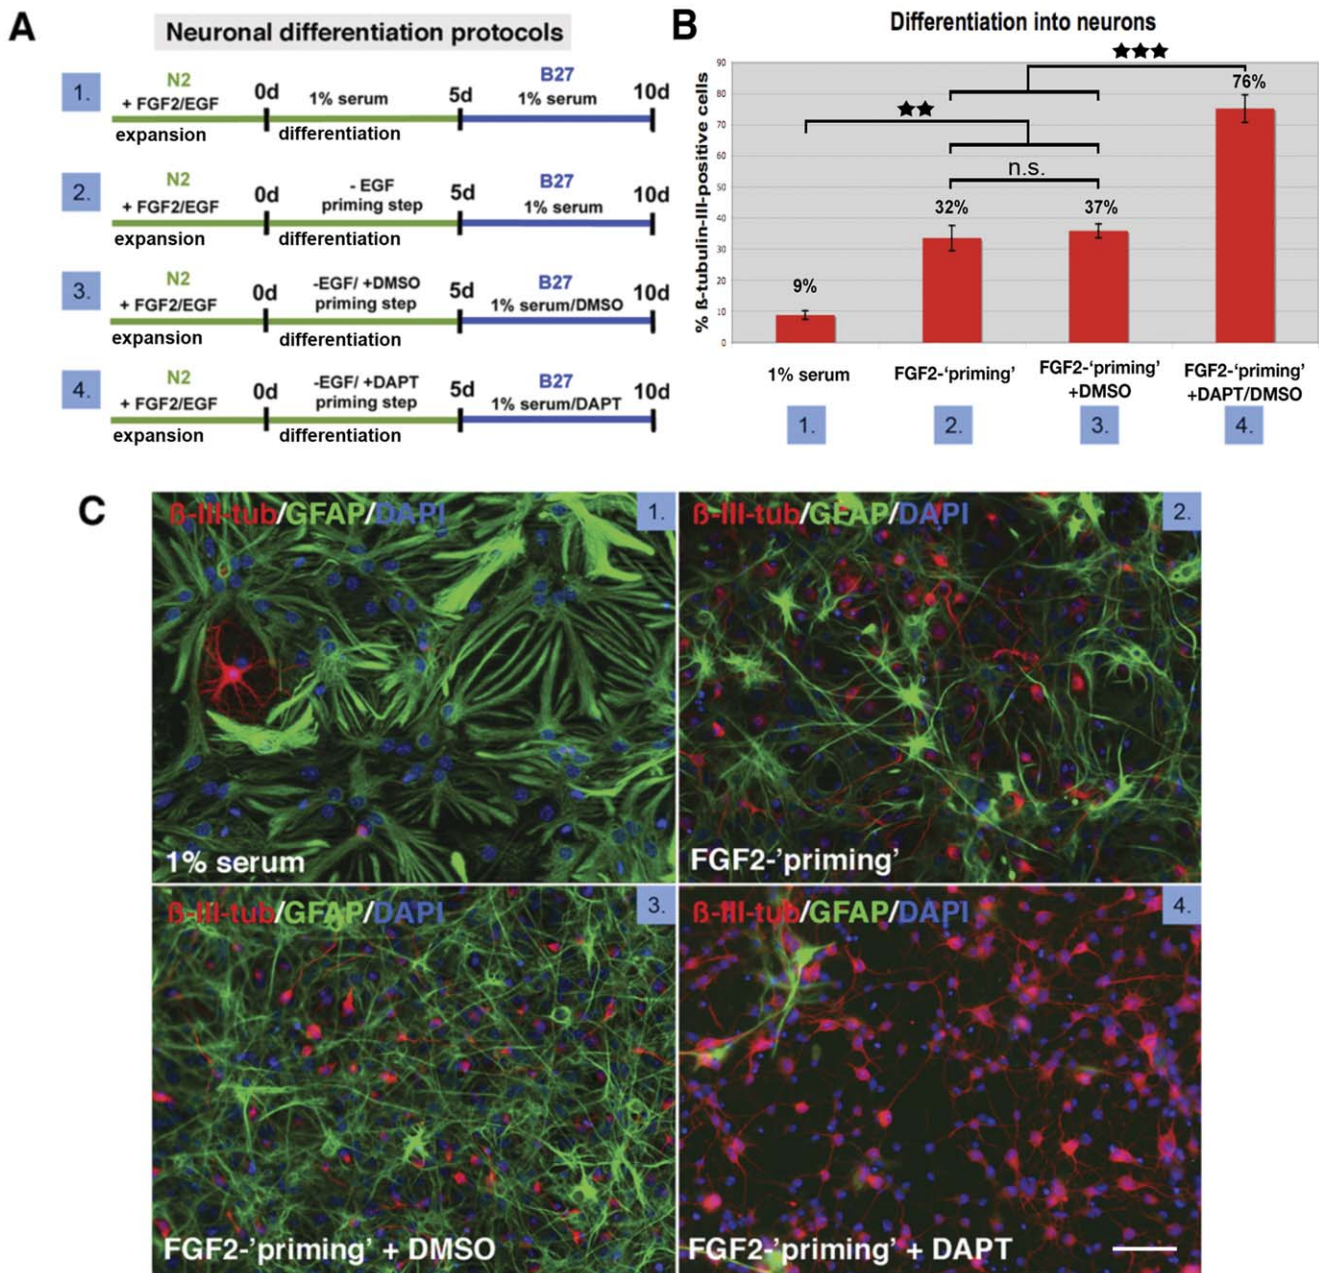 A
Neuronal differentiation protocols
1.
N2
+ FGF2/EGF
expansion
0d
1% serum
differentiation
5d
B27
1% serum
10d
2.
N2
+ FGF2/EGF
expansion
0d
- EGF
priming step
differentiation
5d
B27
1% serum
10d
3.
N2
+ FGF2/EGF
expansion
0d
-EGF/ +DMSO
priming step
differentiation
5d
B27
1% serum/DMSO
10d
4.
N2
+ FGF2/EGF
expansion
0d
-EGF/ +DAPT
priming step
differentiation
5d
B27
1% serum/DAPT
10d
B
Differentiation into neurons
% ß-tubulin-III-positive cells
90
80
70
60
50
40
30
20
10
0
★★★
★★
n.s.
9%
32%
37%
76%
1% serum
FGF2-‘priming’
FGF2-‘priming’
+DMSO
FGF2-‘priming’
+DAPT/DMSO
1.
2.
3.
4.
C
ß-III-tub/GFAP/DAPI
1.
1% serum
ß-III-tub/GFAP/DAPI
2.
FGF2-’priming’
ß-III-tub/GFAP/DAPI
3.
FGF2-’priming’ + DMSO
ß-III-tub/GFAP/DAPI
4.
FGF2-’priming’ + DAPT